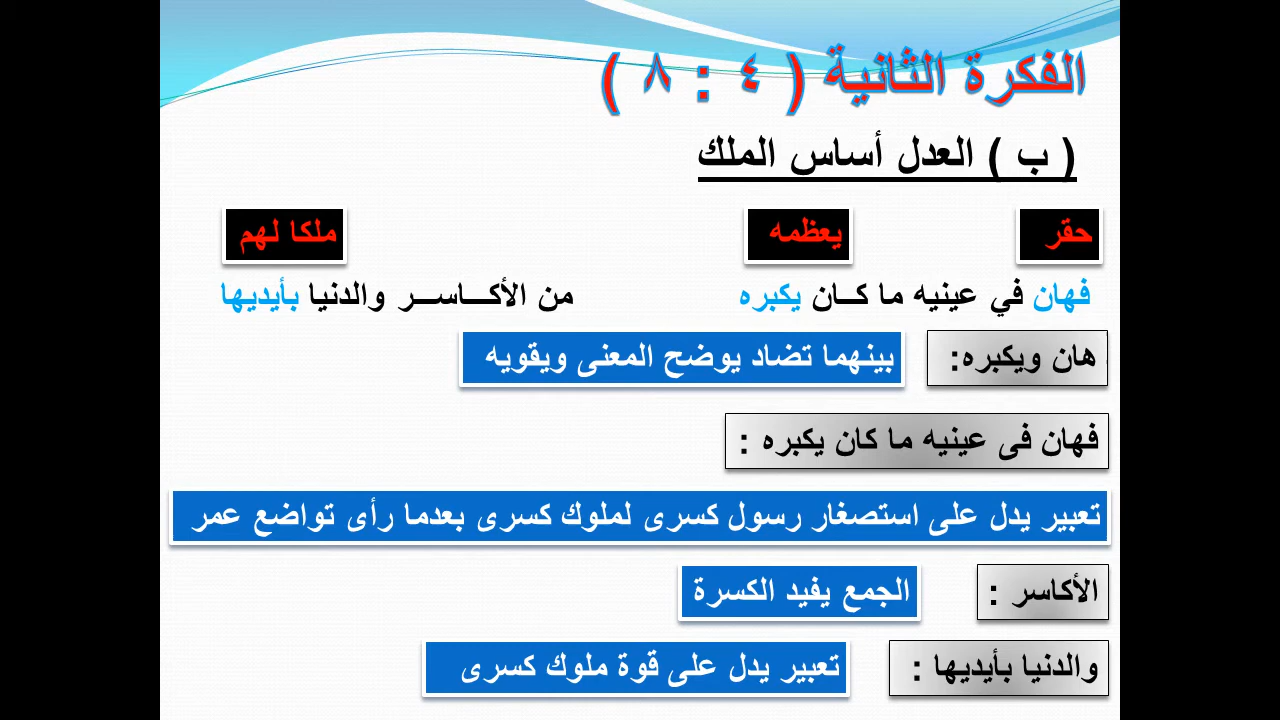 الفكرة الثانية ( ٤ : ٨ )
( ب ) العدل أساس الملك
حقر يعظمه ملكا لهم
فهان في عينيه ما كــان يكبره من الأكـــاســـر والدنيا بأيديها
هان ويكبره: بينهما تضاد يوضح المعنى ويقويه
فهان فى عينيه ما كان يكبره :
تعبير يدل على استصغار رسول كسرى لملوك كسرى بعدما رأى تواضع عمر
الأكاسر : الجمع يفيد الكسرة
والدنيا بأيديها : تعبير يدل على قوة ملوك كسرى